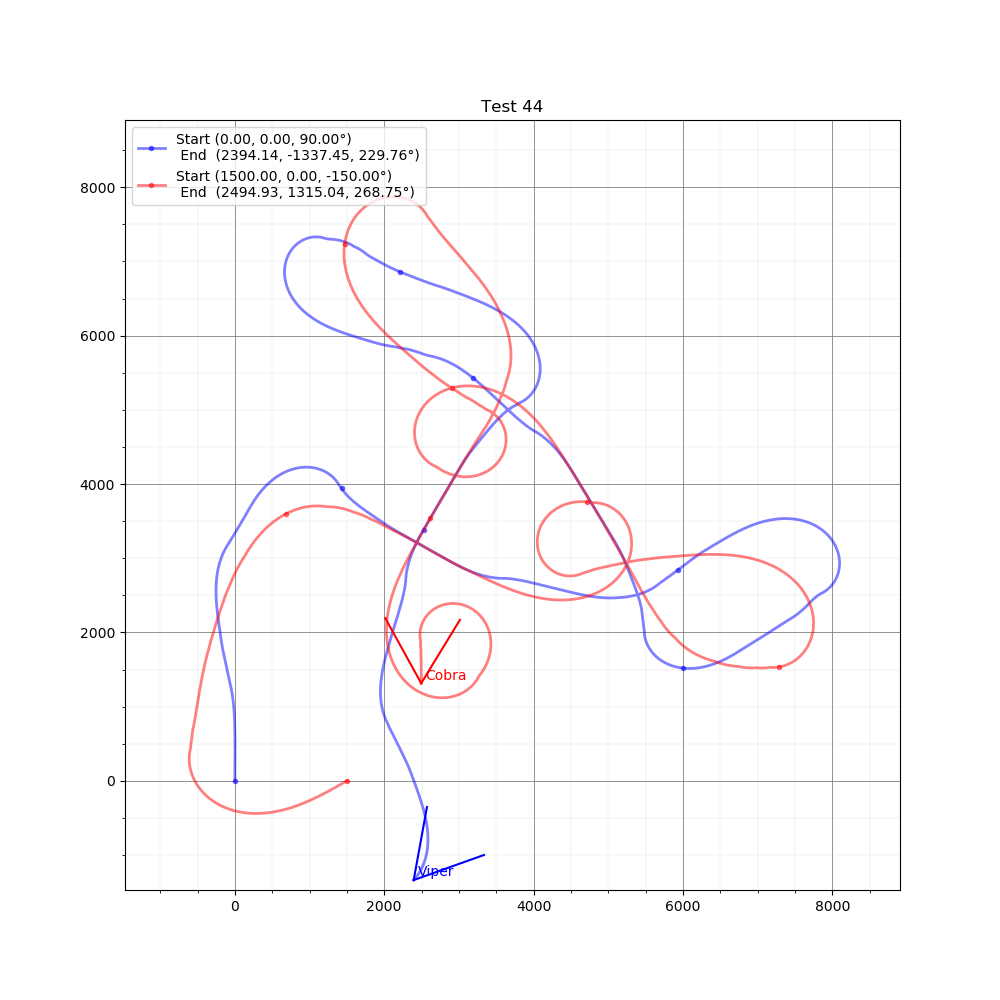 Test 44
Start (0.00, 0.00, 90.00°)
End (2394.14, -1337.45, 229.76°)
Start (1500.00, 0.00, -150.00°)
End (2494.93, 1315.04, 268.75°)
8000
6000
4000
2000
0
Cobra
Viper
0 2000 4000 6000 8000